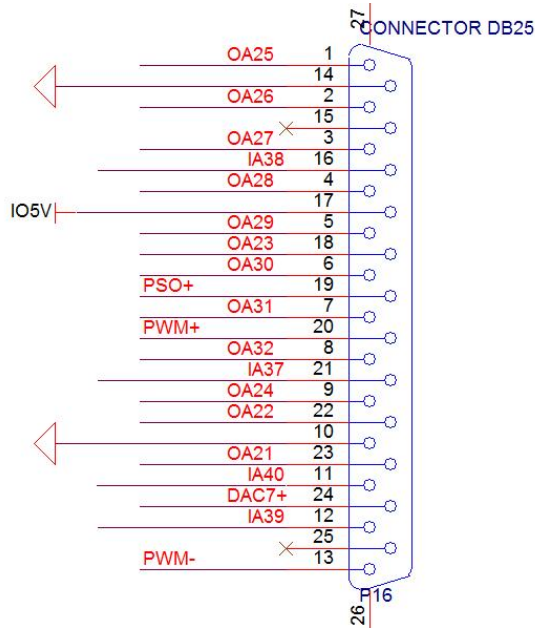 27
CONNECTOR DB25
OA25 1
14
OA26 2
15
OA27 3
IA38 16
OA28 4
IO5V 17
OA29 5
OA23 18
OA30 6
PSO+ 19
OA31 7
PWM+ 20
OA32 8
IA37 21
OA24 9
OA22 22
10
OA21 23
IA40 11
DAC7+ 24
IA39 12
25
PWM- 13
P16
26